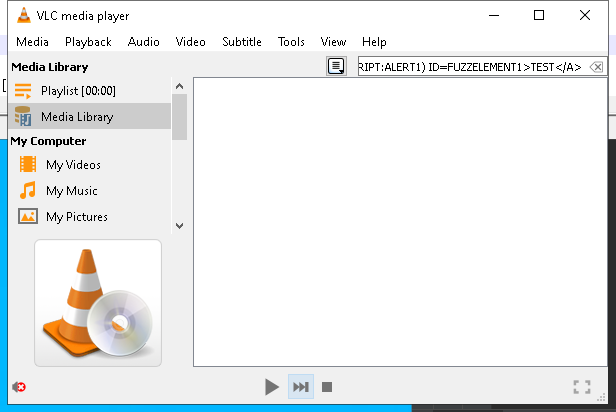 VLC media player
Media Playback Audio Video Subtitle Tools View Help
Media Library
RIPT:ALERT1) ID=FUZZELEMENT1>TEST</A>
Playlist [00:00]
Media Library
My Computer
My Videos
My Music
My Pictures